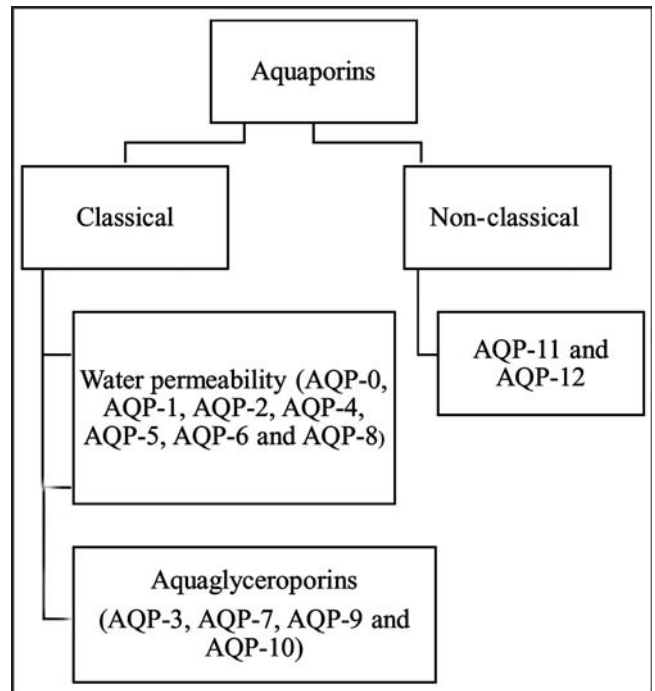 Aquaporins
Classical
Non-classical
Water permeability (AQP-0,
AQP-1, AQP-2, AQP-4,
AQP-5, AQP-6 and AQP-8)
AQP-11 and
AQP-12
Aquaglyceroporins
(AQP-3, AQP-7, AQP-9 and
AQP-10)